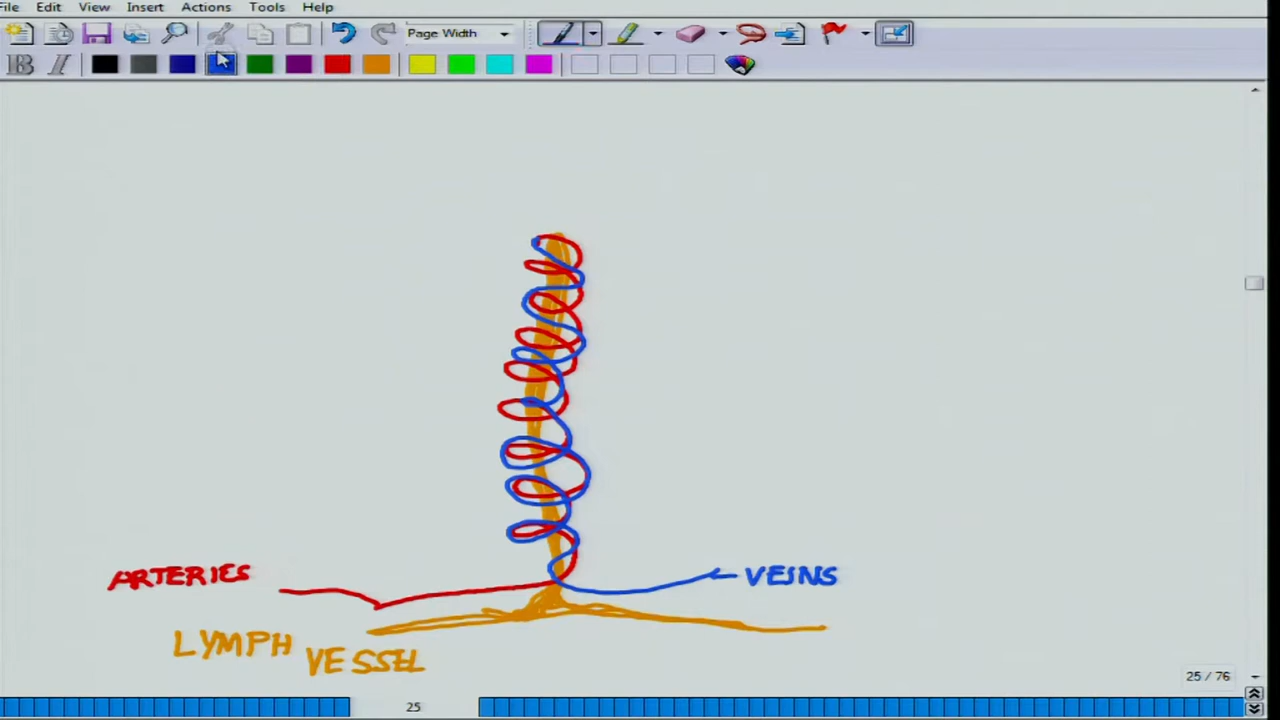 File Edit View Insert Actions Tools Help
Page Width
B I
ARTERIES
VEINS
LYMPH VESSEL
25 / 76
25